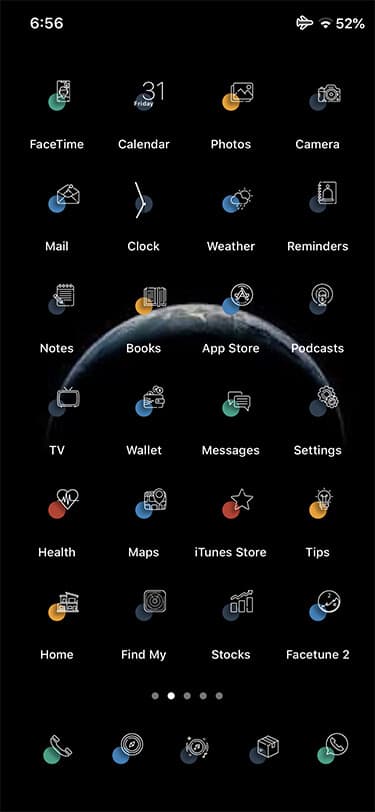 6:56 52%
31
Friday
FaceTime Calendar Photos Camera
Mail Clock Weather Reminders
Notes Books App Store Podcasts
TV Wallet Messages Settings
Health Maps iTunes Store Tips
Home Find My Stocks Facetune 2